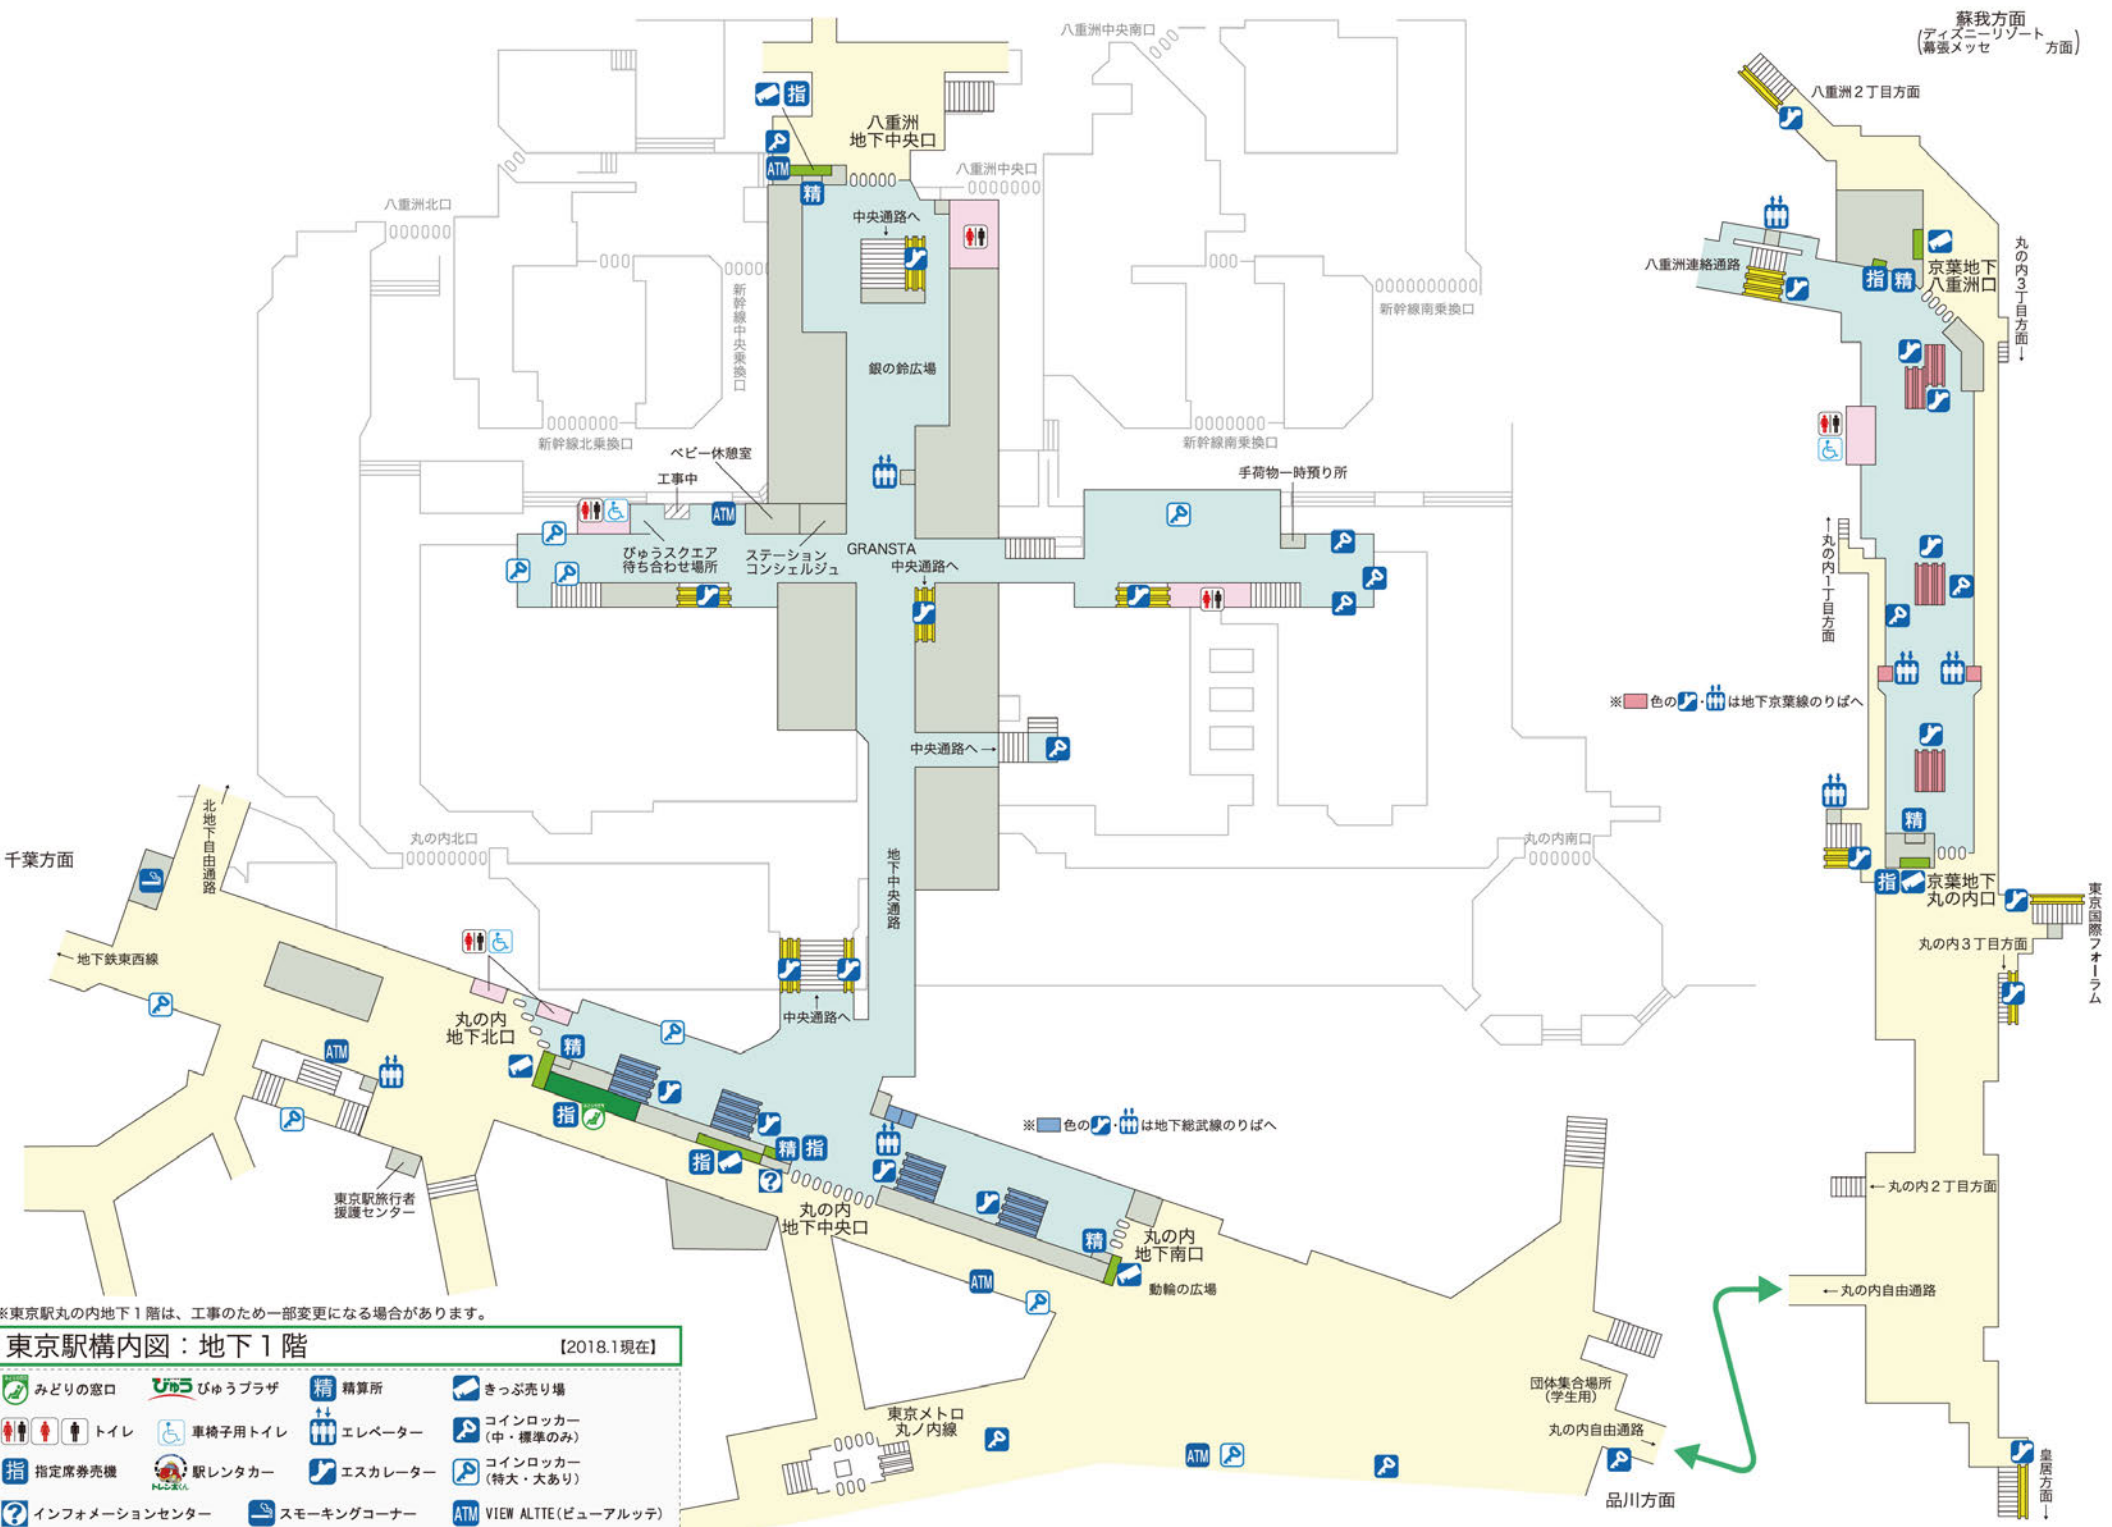 蘇我方面
(ディズニーリゾート
幕張メッセ 方面)
八重洲中央南口
八重洲2丁目方面
指
八重洲
地下中央口
ATM
精
八重洲中央口
八重洲北口
中央通路へ
新幹線中央乗換口
新幹線南乗換口
八重洲連絡通路
指 精
京葉地下
八重洲口
丸の内3丁目方面→
銀の鈴広場
新幹線北乗換口
新幹線南乗換口
ベビー休憩室
工事中
ATM
手荷物一時預り所
びゅうスクエア
待ち合わせ場所
ステーション
コンシェルジュ
GRANSTA
中央通路へ
←丸の内1丁目方面
※色の・は地下京葉線のりばへ
中央通路へ→
精
指
京葉地下
丸の内口
東京国際フォーラム
丸の内3丁目方面
丸の内北口
丸の内南口
千葉方面
北地下自由通路
地下中央通路
←地下鉄東西線
中央通路へ
丸の内
地下北口
精
ATM
指
指
精 指
※色の・は地下総武線のりばへ
東京駅旅行者
援護センター
丸の内
地下中央口
精
丸の内
地下南口
動輪の広場
ATM
←丸の内2丁目方面
←丸の内自由通路
団体集合場所
(学生用)
丸の内自由通路
→
東京メトロ
丸ノ内線
ATM
品川方面
皇居方面→
※東京駅丸の内地下1階は、工事のため一部変更になる場合があります。
東京駅構内図：地下1階 【2018.1現在】
みどりの窓口 びゅう びゅうプラザ 精 精算所 きっぷ売り場
トイレ 車椅子用トイレ エレベーター コインロッカー
(中・標準のみ)
指 指定席券売機 駅レンタカー エスカレーター コインロッカー
(特大・大あり)
? インフォメーションセンター スモーキングコーナー ATM VIEW ALTTE(ビューアルッテ)